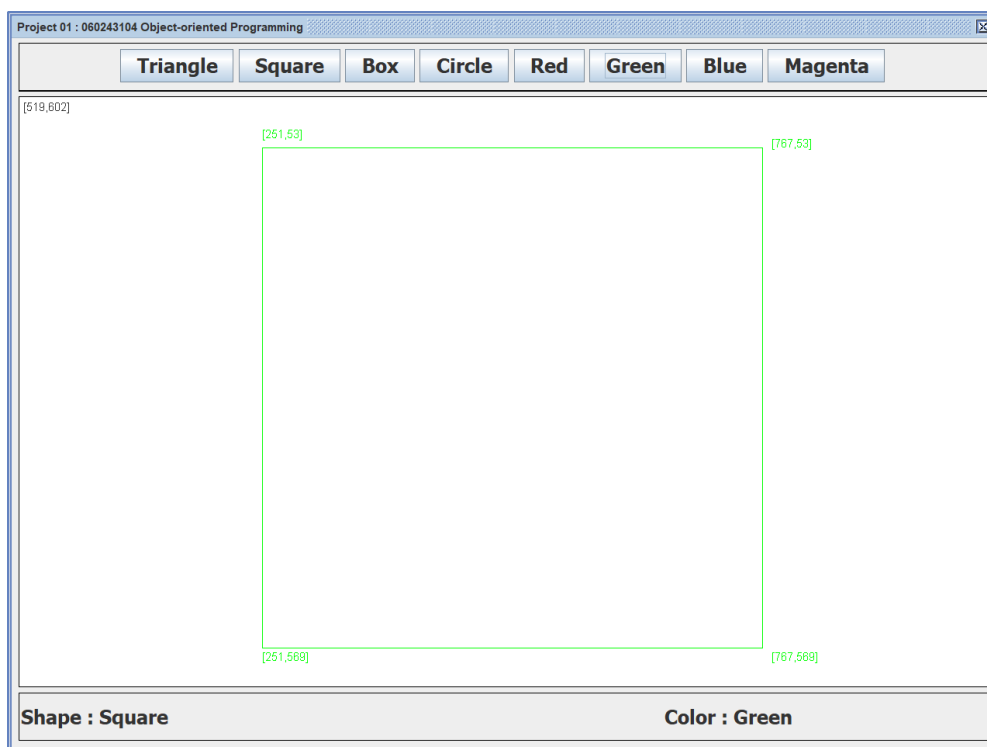 Project 01 : 060243104 Object-oriented Programming
Triangle Square Box Circle Red Green Blue Magenta
[519,602]
[251,53]
[767,53]
[251,569]
[767,569]
Shape : Square Color : Green